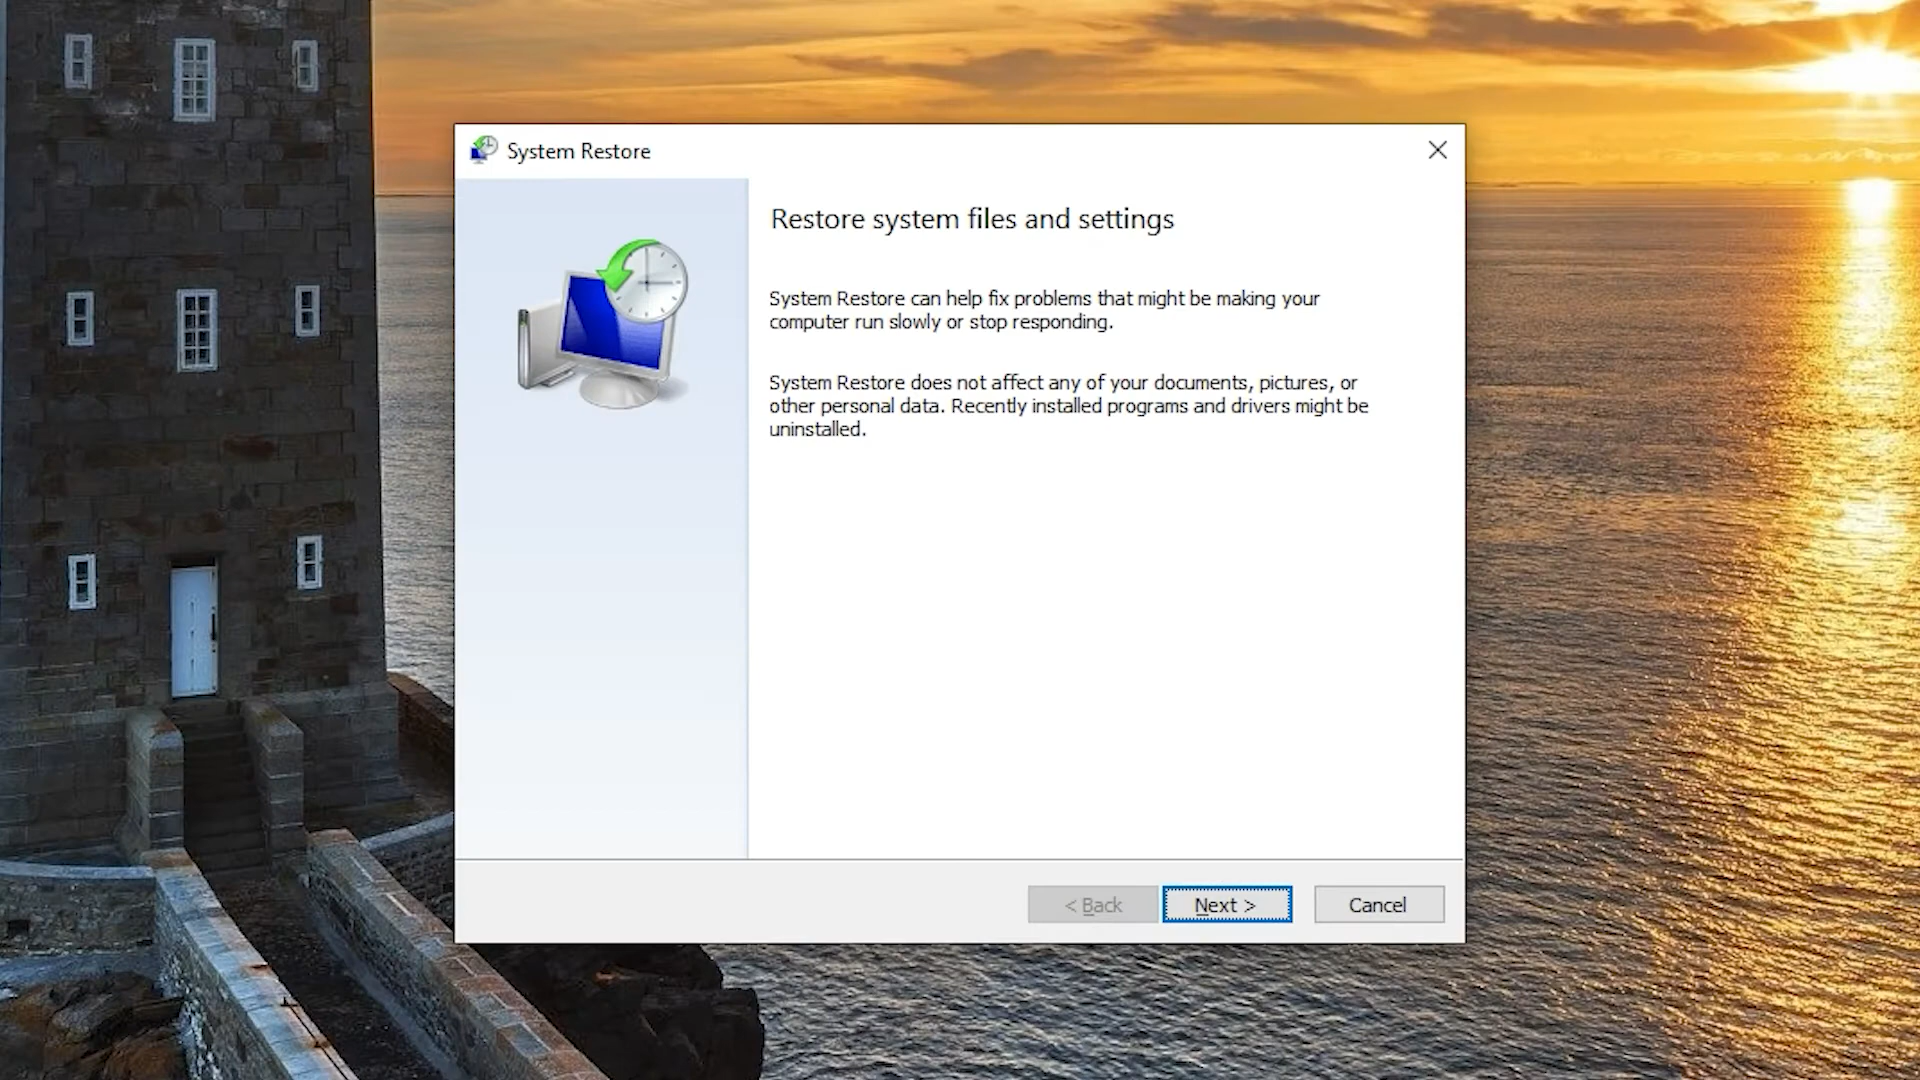 System Restore
Restore system files and settings
System Restore can help fix problems that might be making your
computer run slowly or stop responding.
System Restore does not affect any of your documents, pictures, or
other personal data. Recently installed programs and drivers might be
uninstalled.
< Back
Next >
Cancel